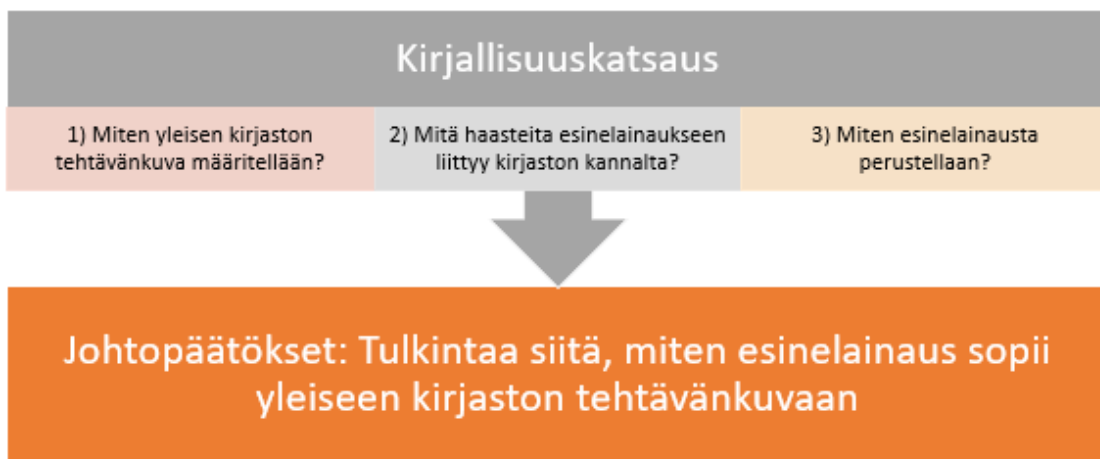 Kirjallisuuskatsaus
1) Miten yleisen kirjaston
tehtävänkuva määritellään?
2) Mitä haasteita esinelainaukseen
liittyy kirjaston kannalta?
3) Miten esinelainausta
perustellaan?
Johtopäätökset: Tulkintaa siitä, miten esinelainaus sopii
yleiseen kirjaston tehtävänkuvaan